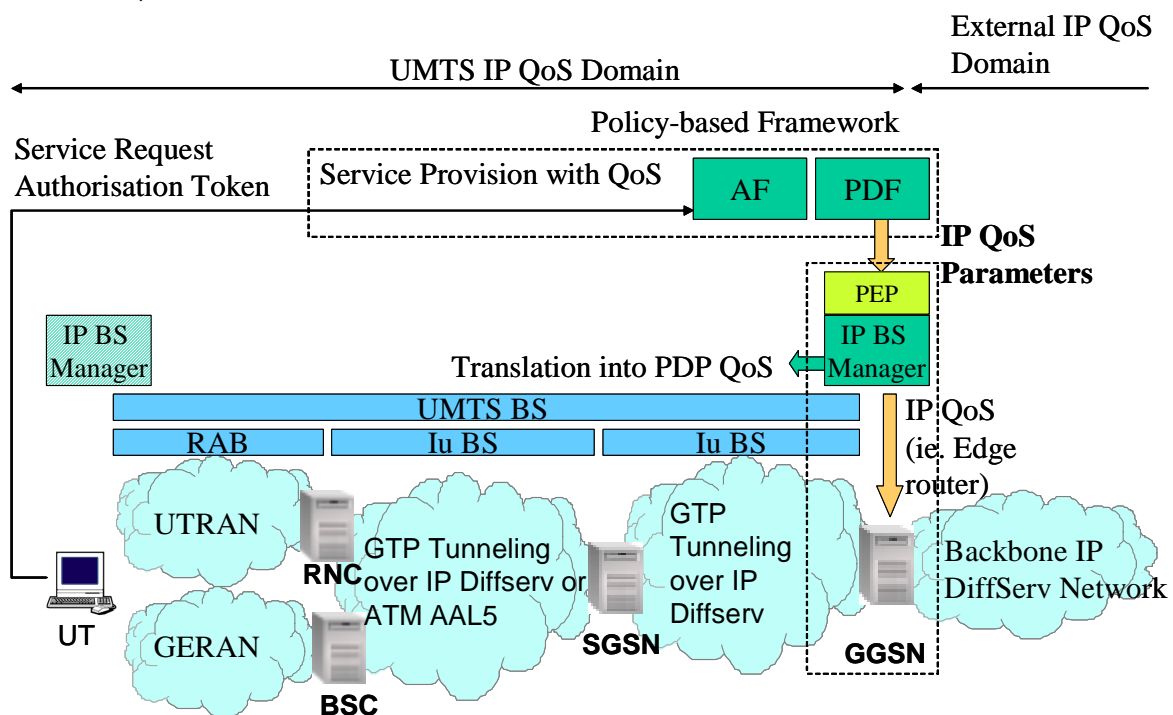 External IP QoS
Domain
UMTS IP QoS Domain
Policy-based Framework
Service Request
Authorisation Token
Service Provision with QoS
AF
PDF
IP QoS
Parameters
PEP
IP BS
Manager
IP BS
Manager
Translation into PDP QoS
UMTS BS
IP QoS
(ie. Edge
router)
RAB
Iu BS
Iu BS
UTRAN
RNC
GTP Tunneling
over IP Diffserv or
ATM AAL5
GTP
Tunneling
over IP
Diffserv
Backbone IP
DiffServ Network
UT
GERAN
BSC
SGSN
GGSN